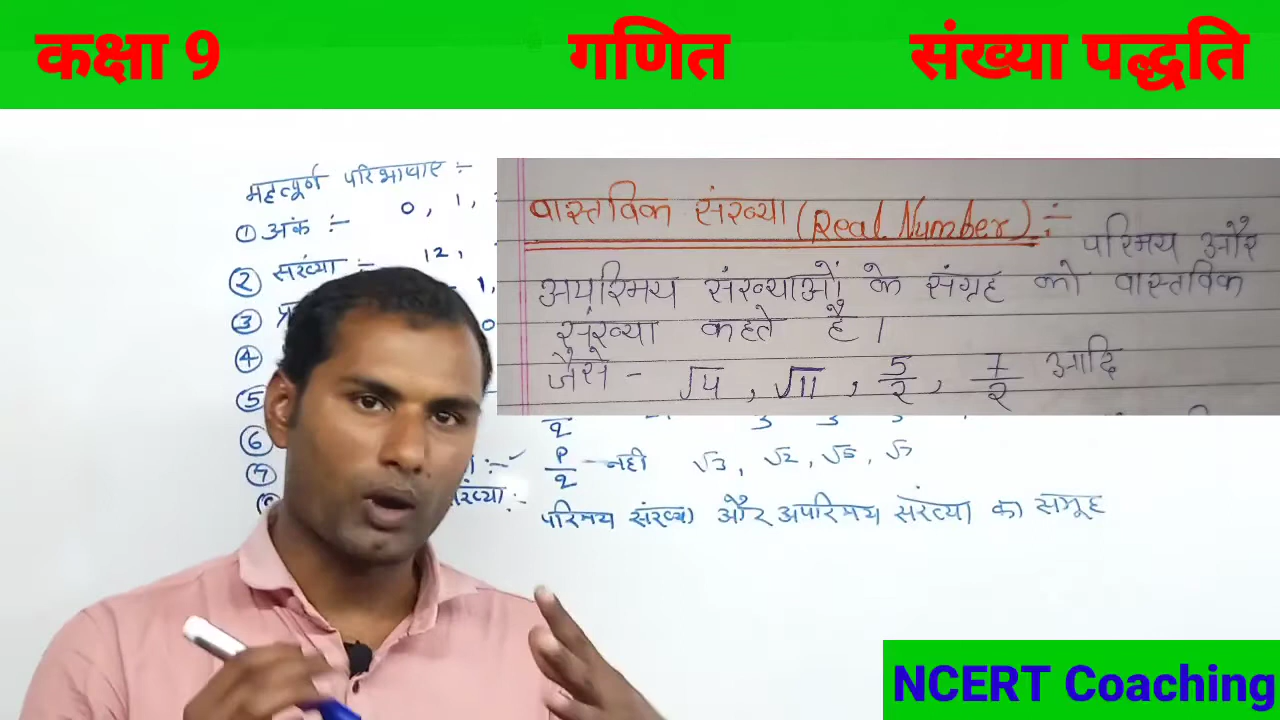 कक्षा 9 गणित संख्या पद्धति
महत्वपूर्ण परिभाषाएं :-
① अंक :- 0, 1,
② संख्या :- 12,
③ 1,
④ 0
⑤
⑥
वास्तविक संख्या (Real Number) :-
परिमेय और
अपरिमेय संख्याओं के संग्रह को वास्तविक
संख्या कहते है।
जैसे - √4, √11, 5/2, 7/2 आदि
p/q नही √3, √2, √5, √7
संख्या :- परिमेय संख्या और अपरिमेय संख्या का समूह
NCERT Coaching